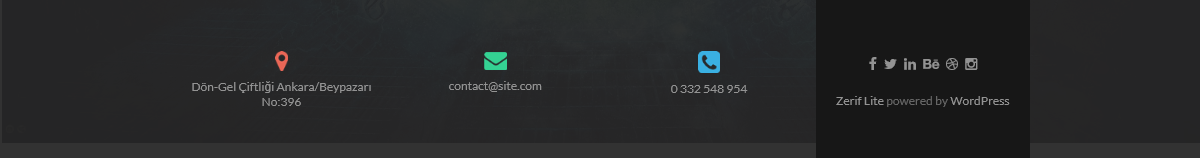 Dön-Gel Çiftliği Ankara/Beypazarı
No:396
contact@site.com
0 332 548 954
Zerif Lite powered by WordPress